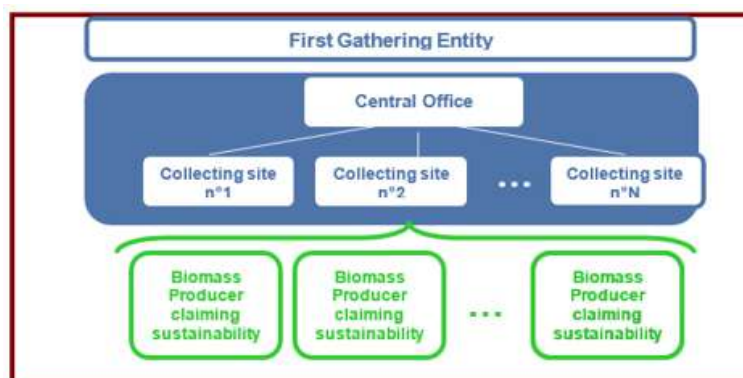 First Gathering Entity
Central Office
Collecting site
n°1
Collecting site
n°2
...
Collecting site
n°N
Biomass
Producer
claiming
sustainability
Biomass
Producer
claiming
sustainability
...
Biomass
Producer
claiming
sustainability